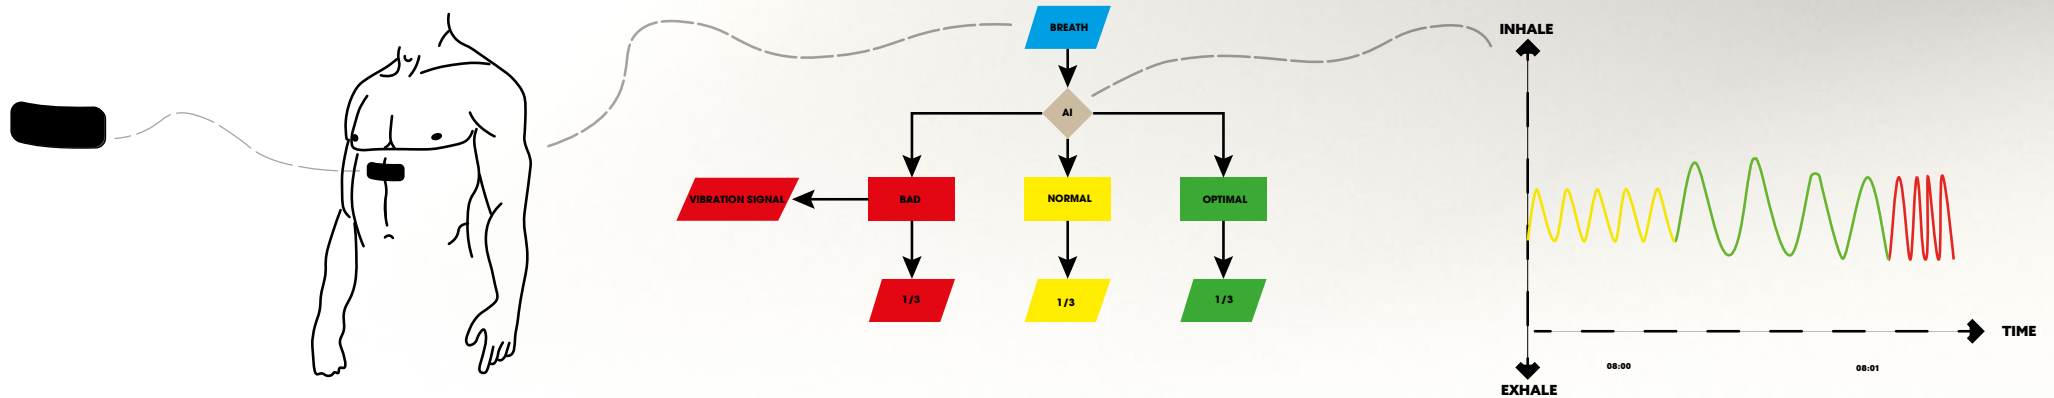 BREATH
AI
VIBRATION SIGNAL
BAD
NORMAL
OPTIMAL
1/3
1/3
1/3
INHALE
TIME
08:00
08:01
EXHALE